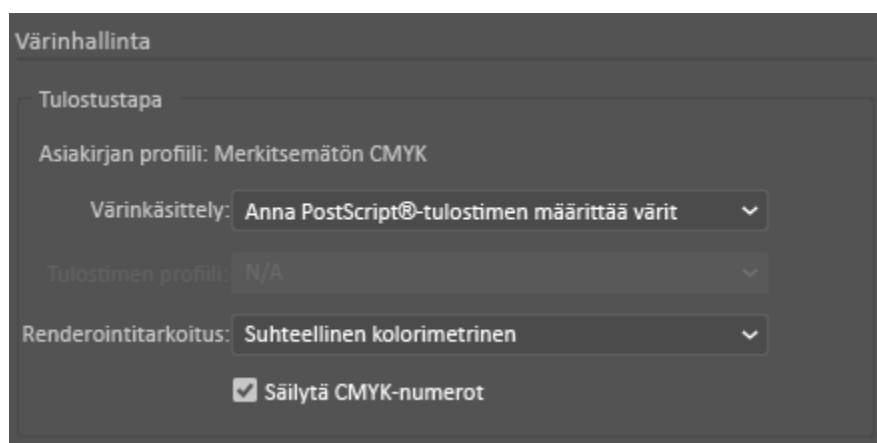 Värinhallinta
Tulostustapa
Asiakirjan profiili: Merkitsemätön CMYK
Värinkäsittely: Anna PostScript®-tulostimen määrittää värit
Tulostimen profiili: N/A
Renderointitarkoitus: Suhteellinen kolorimetrinen
Säilytä CMYK-numerot